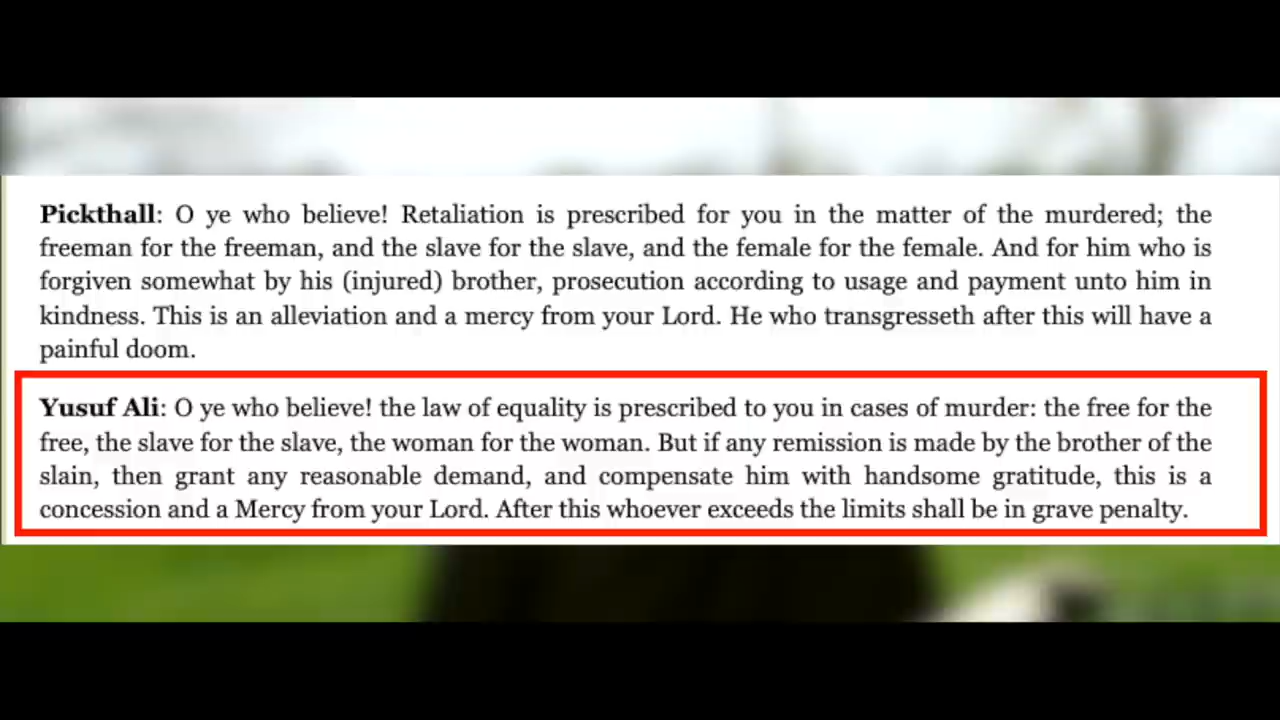 Pickthall: O ye who believe! Retaliation is prescribed for you in the matter of the murdered; the
freeman for the freeman, and the slave for the slave, and the female for the female. And for him who is
forgiven somewhat by his (injured) brother, prosecution according to usage and payment unto him in
kindness. This is an alleviation and a mercy from your Lord. He who transgresseth after this will have a
painful doom.
Yusuf Ali: O ye who believe! the law of equality is prescribed to you in cases of murder: the free for the
free, the slave for the slave, the woman for the woman. But if any remission is made by the brother of the
slain, then grant any reasonable demand, and compensate him with handsome gratitude, this is a
concession and a Mercy from your Lord. After this whoever exceeds the limits shall be in grave penalty.